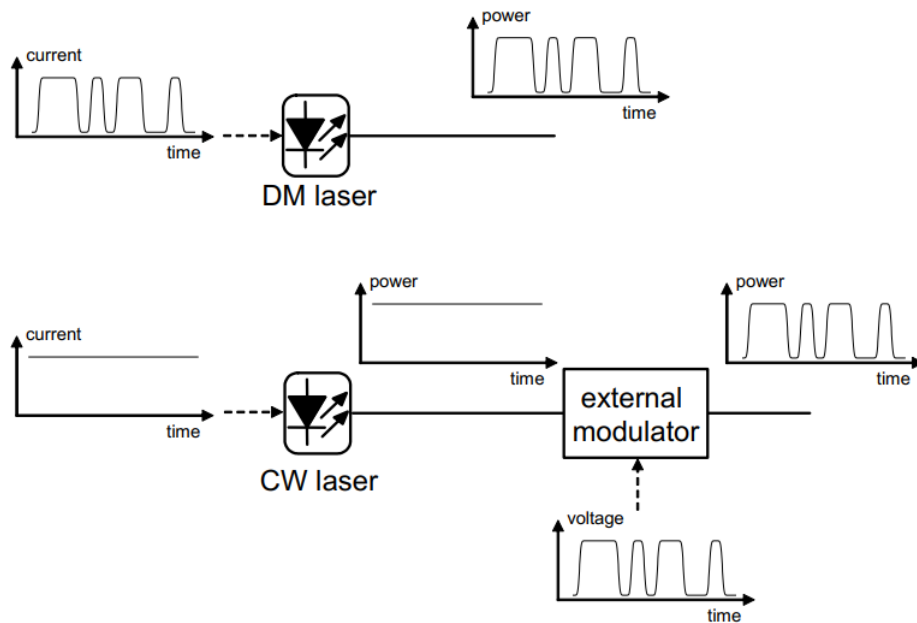 power
current
time
time
DM laser
power
power
current
time
time
time
external
modulator
CW laser
voltage
time